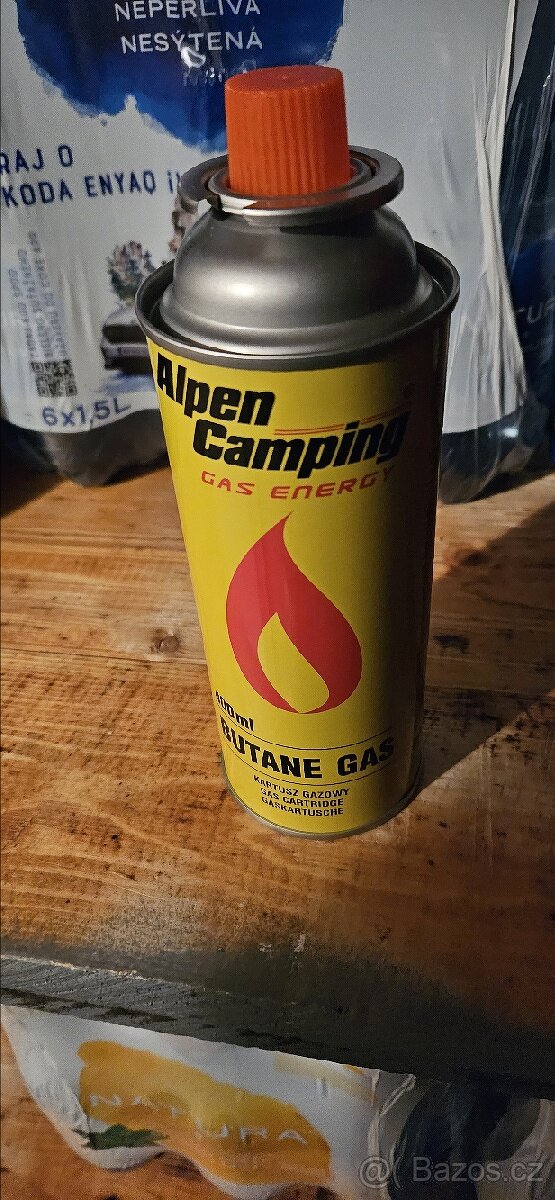 NEPERLIVÁ
NESÝTENÁ
RAJ O
KODA ENYAQ i
6x1,5L
Alpen
Camping®
GAS ENERGY
400ml
BUTANE GAS
KARTUSZ GAZOWY
GAS CARTRIDGE
GASKARTUSCHE
NATURA
@ Bazos.cz